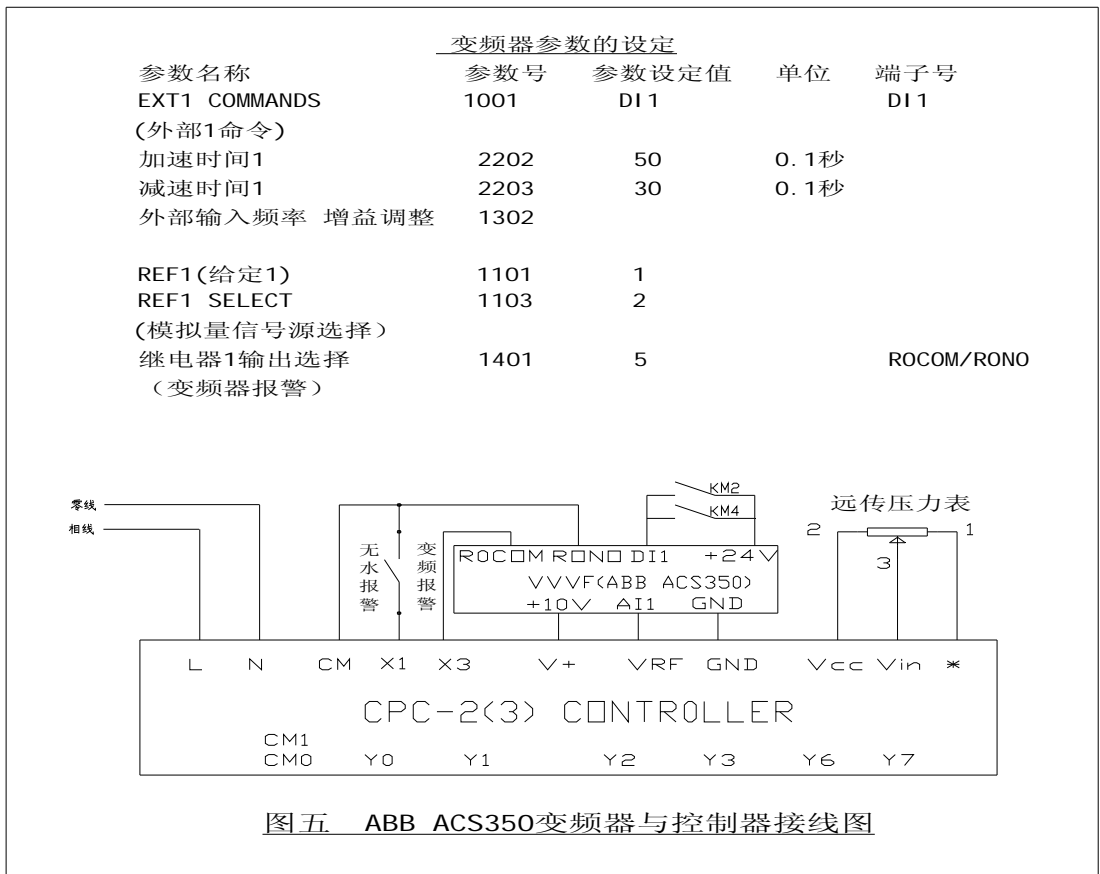 变频器参数的设定
参数名称 参数号 参数设定值 单位 端子号
EXT1 COMMANDS 1001 DI1 DI1
(外部1命令)
加速时间1 2202 50 0.1秒
减速时间1 2203 30 0.1秒
外部输入频率 增益调整 1302
REF1(给定1) 1101 1
REF1 SELECT 1103 2
(模拟量信号源选择)
继电器1输出选择 1401 5 ROCOM/RONO
(变频器报警)
零线
相线
无水报警
变频报警
KM2
KM4
远传压力表
2 1
3
ROCOM RONO DI1 +24V
VVVF(ABB ACS350)
+10V AI1 GND
L N CM X1 X3 V+ VRF GND Vcc Vin *
CPC-2(3) CONTROLLER
CM1
CM0 Y0 Y1 Y2 Y3 Y6 Y7
图五 ABB ACS350变频器与控制器接线图